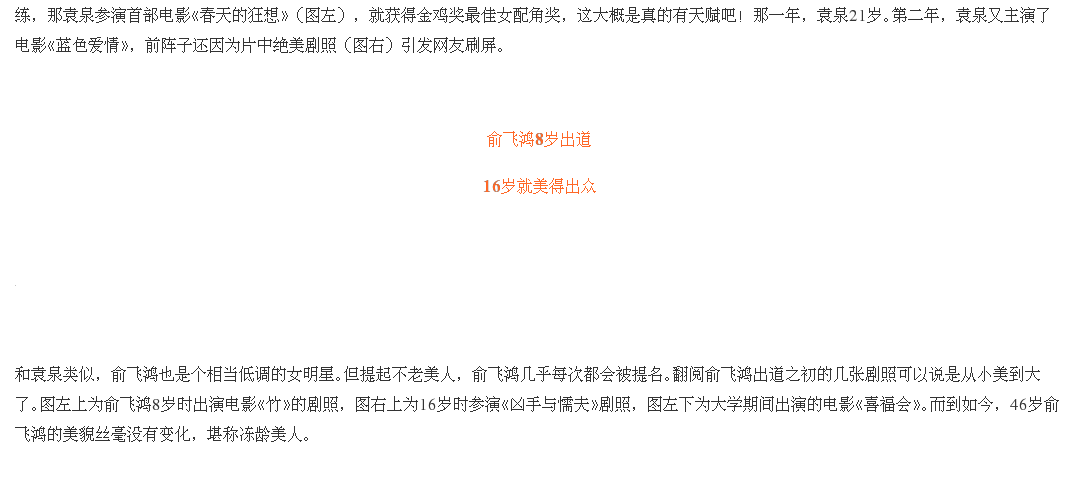 练，那袁泉参演首部电影《春天的狂想》（图左），就获得金鸡奖最佳女配角奖，这大概是真的有天赋吧！那一年，袁泉21岁。第二年，袁泉又主演了
电影《蓝色爱情》，前阵子还因为片中绝美剧照（图右）引发网友刷屏。
俞飞鸿8岁出道
16岁就美得出众
和袁泉类似，俞飞鸿也是个相当低调的女明星。但提起不老美人，俞飞鸿几乎每次都会被提名。翻阅俞飞鸿出道之初的几张剧照可以说是从小美到大
了。图左上为俞飞鸿8岁时出演电影《竹》的剧照，图右上为16岁时参演《凶手与懦夫》剧照，图左下为大学期间出演的电影《喜福会》。而到如今，46岁俞
飞鸿的美貌丝毫没有变化，堪称冻龄美人。